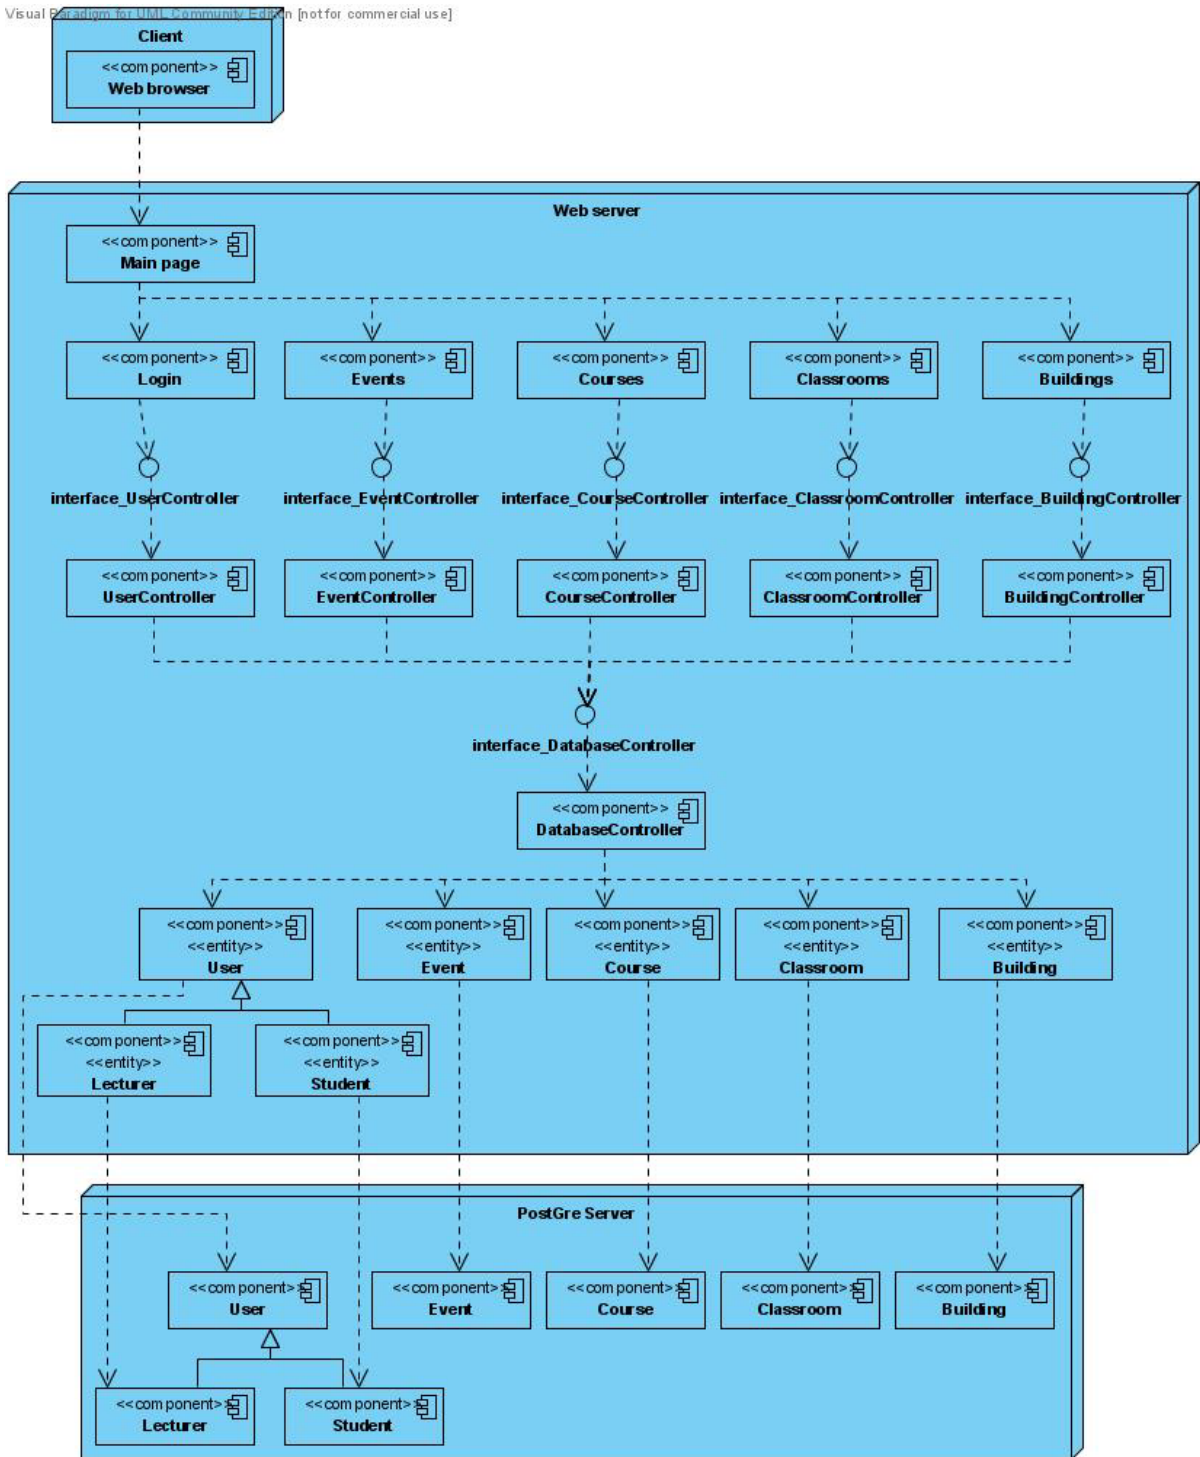 Visual Paradigm for UML Community Edition [not for commercial use]
Client
<<component>>
Web browser
Web server
<<component>>
Main page
<<component>> <<component>> <<component>> <<component>> <<component>>
Login Events Courses Classrooms Buildings
interface_UserController interface_EventController interface_CourseController interface_ClassroomController interface_BuildingController
<<component>> <<component>> <<component>> <<component>> <<component>>
UserController EventController CourseController ClassroomController BuildingController
interface_DatabaseController
<<component>>
DatabaseController
<<component>> <<component>> <<component>> <<component>> <<component>>
<<entity>> <<entity>> <<entity>> <<entity>> <<entity>>
User Event Course Classroom Building
<<component>> <<component>>
<<entity>> <<entity>>
Lecturer Student
PostGre Server
<<component>> <<component>> <<component>> <<component>> <<component>>
User Event Course Classroom Building
<<component>> <<component>>
Lecturer Student